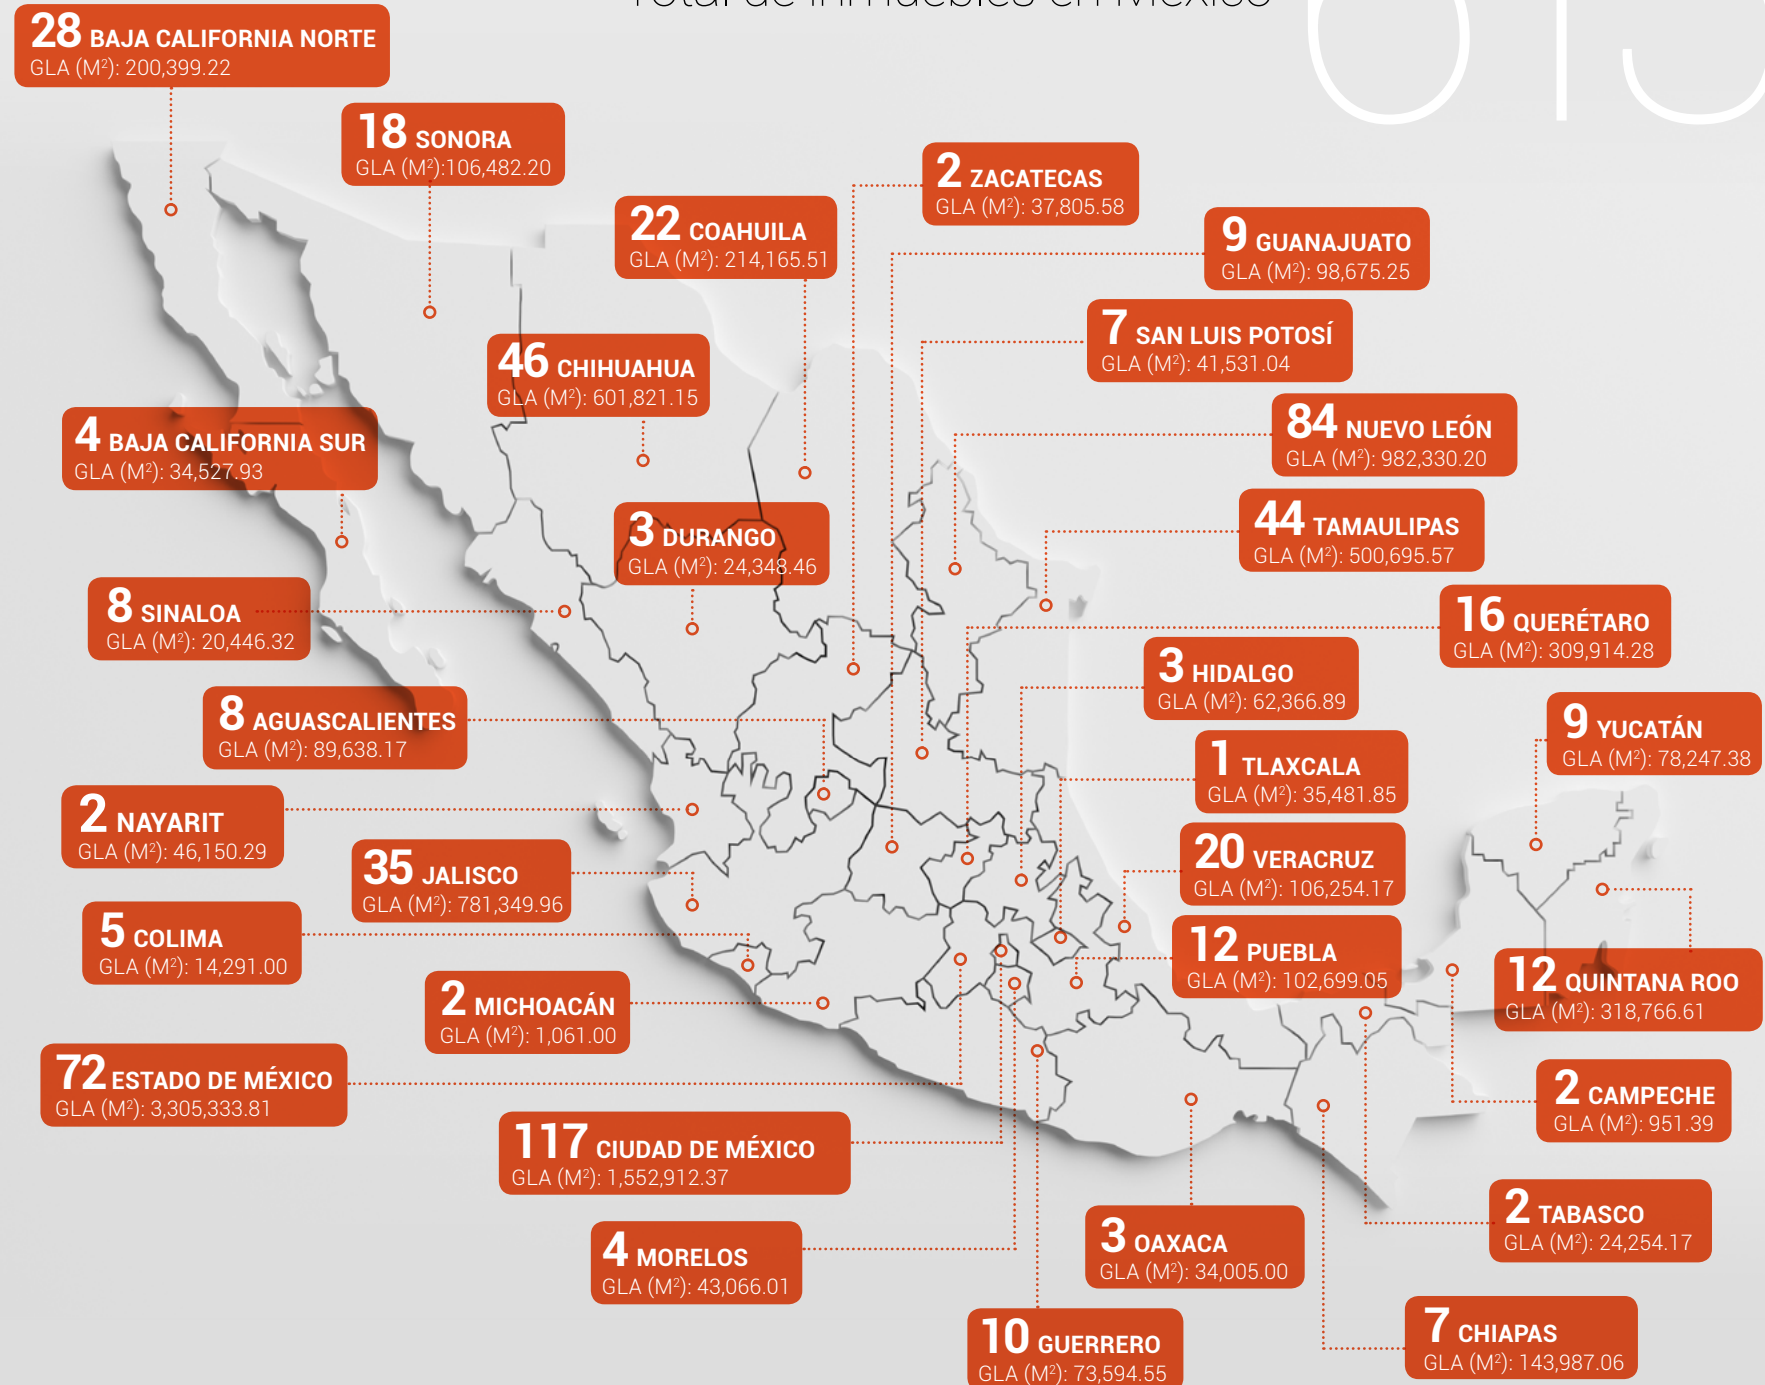 Total de inmuebles en México
28 BAJA CALIFORNIA NORTE
GLA (M²): 200,399.22
18 SONORA
GLA (M²):106,482.20
2 ZACATECAS
GLA (M²): 37,805.58
22 COAHUILA
GLA (M²): 214,165.51
9 GUANAJUATO
GLA (M²): 98,675.25
7 SAN LUIS POTOSÍ
GLA (M²): 41,531.04
46 CHIHUAHUA
GLA (M²): 601,821.15
84 NUEVO LEÓN
GLA (M²): 982,330.20
4 BAJA CALIFORNIA SUR
GLA (M²): 34,527.93
44 TAMAULIPAS
GLA (M²): 500,695.57
3 DURANGO
GLA (M²): 24,348.46
8 SINALOA
GLA (M²): 20,446.32
16 QUERÉTARO
GLA (M²): 309,914.28
3 HIDALGO
GLA (M²): 62,366.89
8 AGUASCALIENTES
GLA (M²): 89,638.17
9 YUCATÁN
GLA (M²): 78,247.38
1 TLAXCALA
GLA (M²): 35,481.85
2 NAYARIT
GLA (M²): 46,150.29
20 VERACRUZ
GLA (M²): 106,254.17
35 JALISCO
GLA (M²): 781,349.96
5 COLIMA
GLA (M²): 14,291.00
12 PUEBLA
GLA (M²): 102,699.05
12 QUINTANA ROO
GLA (M²): 318,766.61
2 MICHOACÁN
GLA (M²): 1,061.00
72 ESTADO DE MÉXICO
GLA (M²): 3,305,333.81
2 CAMPECHE
GLA (M²): 951.39
117 CIUDAD DE MÉXICO
GLA (M²): 1,552,912.37
2 TABASCO
GLA (M²): 24,254.17
3 OAXACA
GLA (M²): 34,005.00
4 MORELOS
GLA (M²): 43,066.01
7 CHIAPAS
GLA (M²): 143,987.06
10 GUERRERO
GLA (M²): 73,594.55